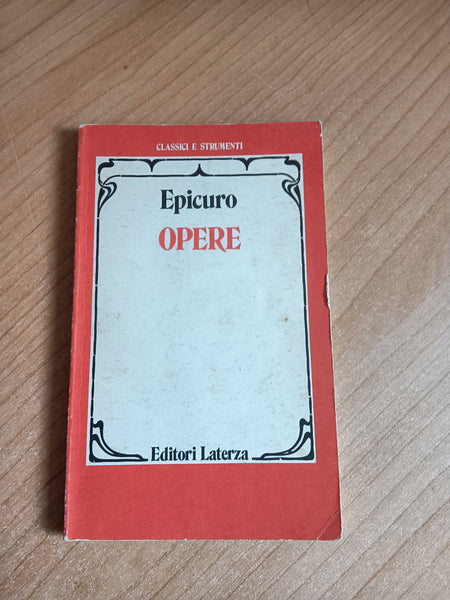 CLASSICI E STRUMENTI
Epicuro
OPERE
Editori Laterza